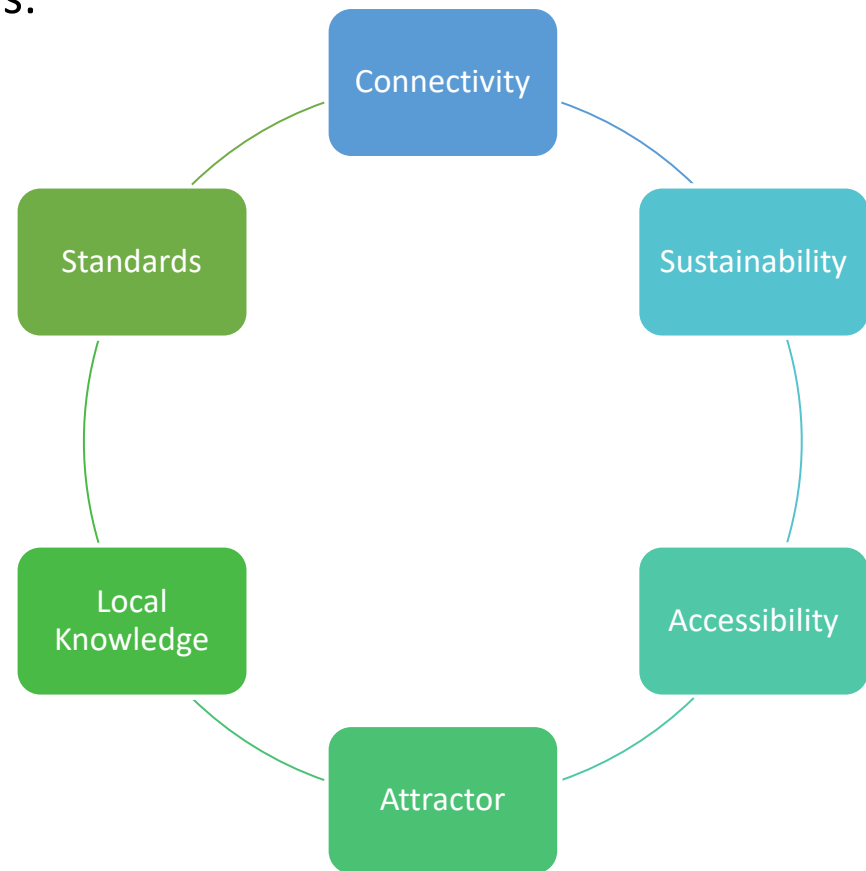 s:
Connectivity
Standards
Sustainability
Local
Knowledge
Accessibility
Attractor